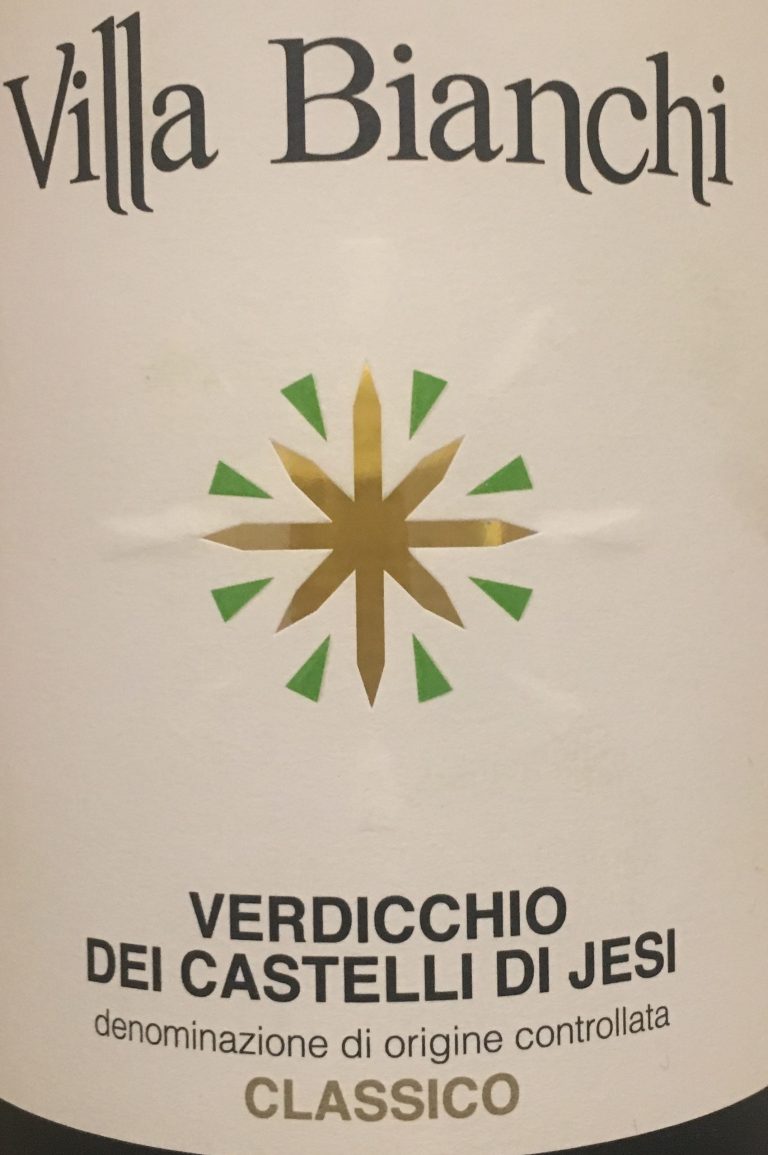 Villa Bianchi
VERDICCHIO
DEI CASTELLI DI JESI
denominazione di origine controllata
CLASSICO